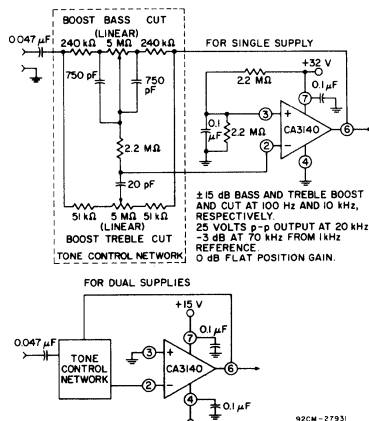 BOOST BASS CUT
(LINEAR)
0.047 µF
240 kΩ 5 MΩ 240 kΩ
FOR SINGLE SUPPLY
750 pF
750 pF
2.2 MΩ
+32 V
0.1 µF
7
3
+
CA3140
6
0.1 µF
2.2 MΩ
2
−
4
2.2 MΩ
20 pF
51 kΩ 5 MΩ 51 kΩ
(LINEAR)
BOOST TREBLE CUT
TONE CONTROL NETWORK
±15 dB BASS AND TREBLE BOOST
AND CUT AT 100 Hz AND 10 kHz,
RESPECTIVELY.
25 VOLTS p-p OUTPUT AT 20 kHz
-3 dB AT 70 kHz FROM 1kHz
REFERENCE.
0 dB FLAT POSITION GAIN.
FOR DUAL SUPPLIES
+15 V
0.047 µF
0.1 µF
7
TONE
CONTROL
NETWORK
3
+
CA3140
6
2
−
4
0.1 µF
92CM-27931